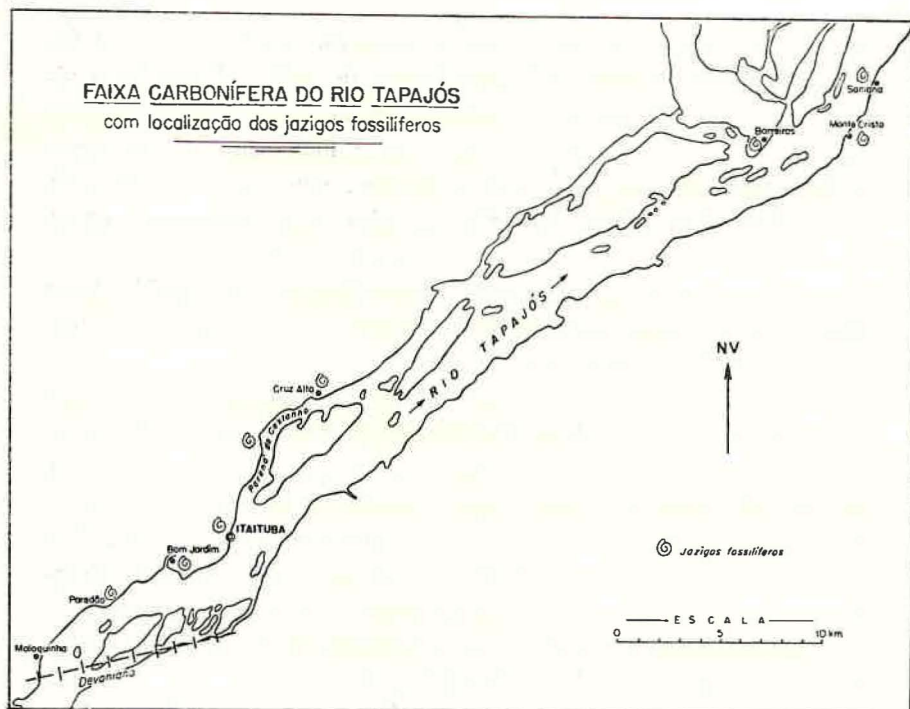 FAIXA CARBONÍFERA DO RIO TAPAJÓS
com localização dos jazigos fossilíferos
Santana
Monte Cristo
Barreiros
RIO TAPAJÓS
NV
Cruz Alta
Paraná do Castanho
ITAITUBA
Bom Jardim
Jazigos fossilíferos
Paredão
ESCALA
0 5 10 km
Maloquinha
Devoniano